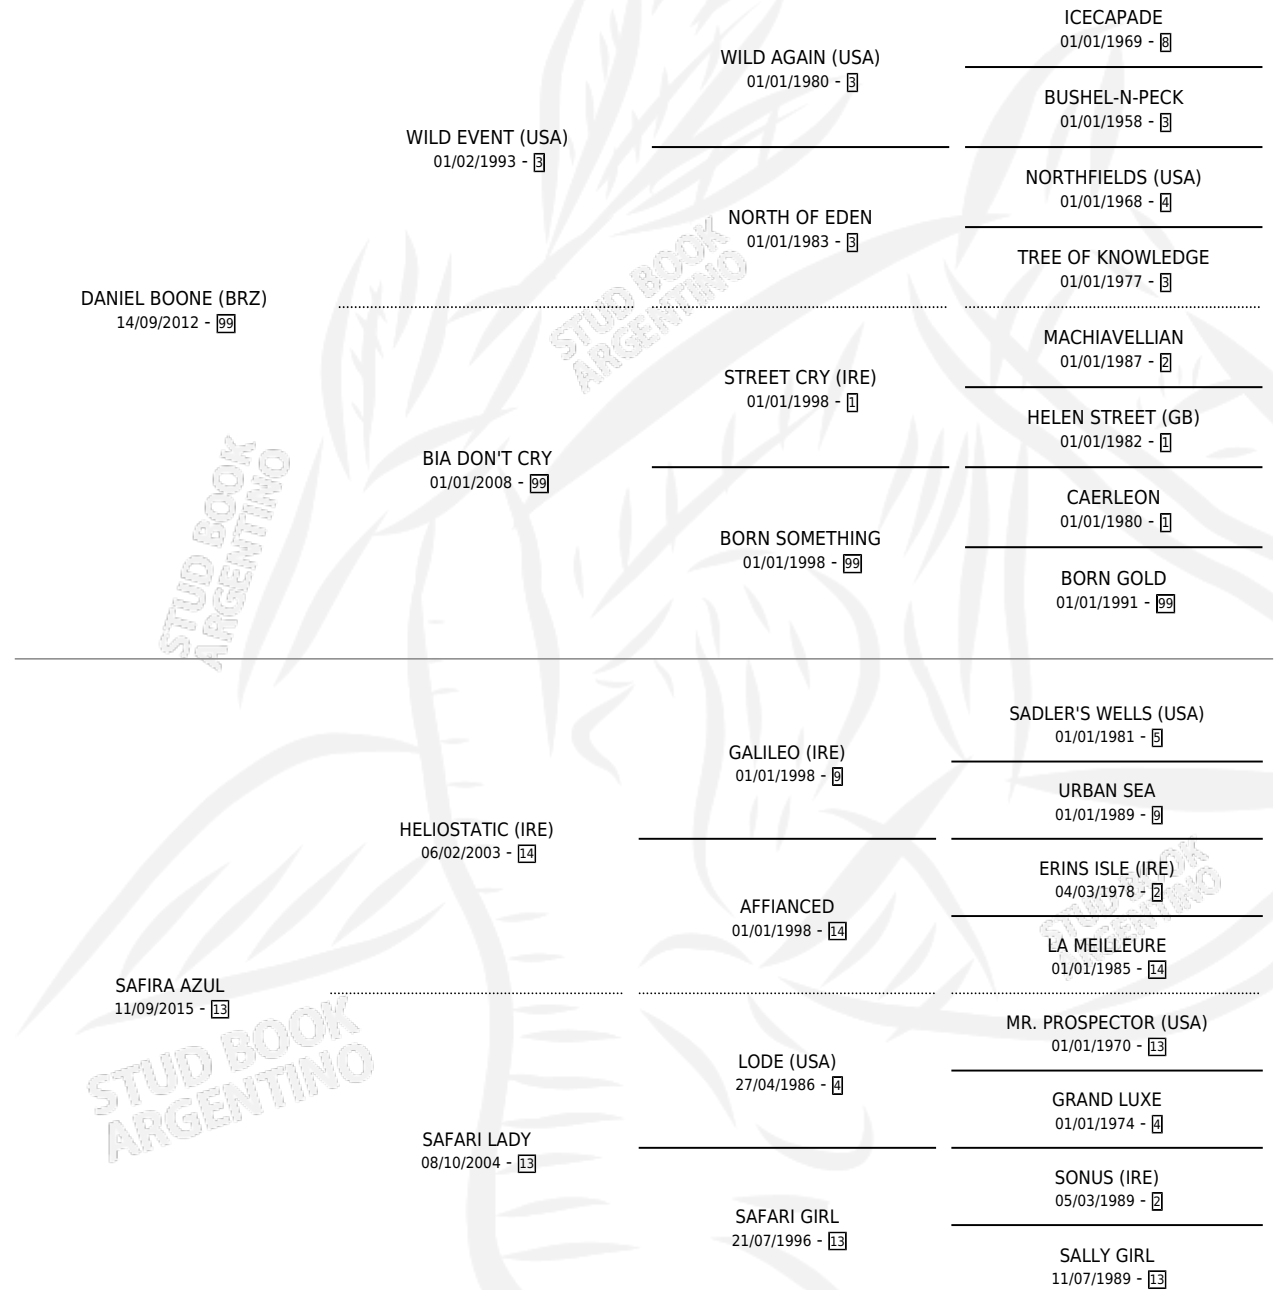 ICECAPADE
01/01/1969 - 8
WILD AGAIN (USA)
01/01/1980 - 3
BUSHEL-N-PECK
01/01/1958 - 3
WILD EVENT (USA)
01/02/1993 - 3
NORTHFIELDS (USA)
01/01/1968 - 4
NORTH OF EDEN
01/01/1983 - 3
TREE OF KNOWLEDGE
01/01/1977 - 3
DANIEL BOONE (BRZ)
14/09/2012 - 99
STUD BOOK
ARGENTINO
MACHIAVELLIAN
01/01/1987 - 2
STREET CRY (IRE)
01/01/1998 - 1
HELEN STREET (GB)
01/01/1982 - 1
BIA DON'T CRY
01/01/2008 - 99
CAERLEON
01/01/1980 - 1
BORN SOMETHING
01/01/1998 - 99
BORN GOLD
01/01/1991 - 99
STUD BOOK
ARGENTINO
SADLER'S WELLS (USA)
01/01/1981 - 5
GALILEO (IRE)
01/01/1998 - 9
URBAN SEA
01/01/1989 - 9
HELIOSTATIC (IRE)
06/02/2003 - 14
ERINS ISLE (IRE)
04/03/1978 - 2
STUD BOOK
ARGENTINO
AFFIANCED
01/01/1998 - 14
LA MEILLEURE
01/01/1985 - 14
SAFIRA AZUL
11/09/2015 - 13
STUD BOOK
ARGENTINO
MR. PROSPECTOR (USA)
01/01/1970 - 13
LODE (USA)
27/04/1986 - 4
GRAND LUXE
01/01/1974 - 4
SAFARI LADY
08/10/2004 - 13
SONUS (IRE)
05/03/1989 - 2
SAFARI GIRL
21/07/1996 - 13
SALLY GIRL
11/07/1989 - 13